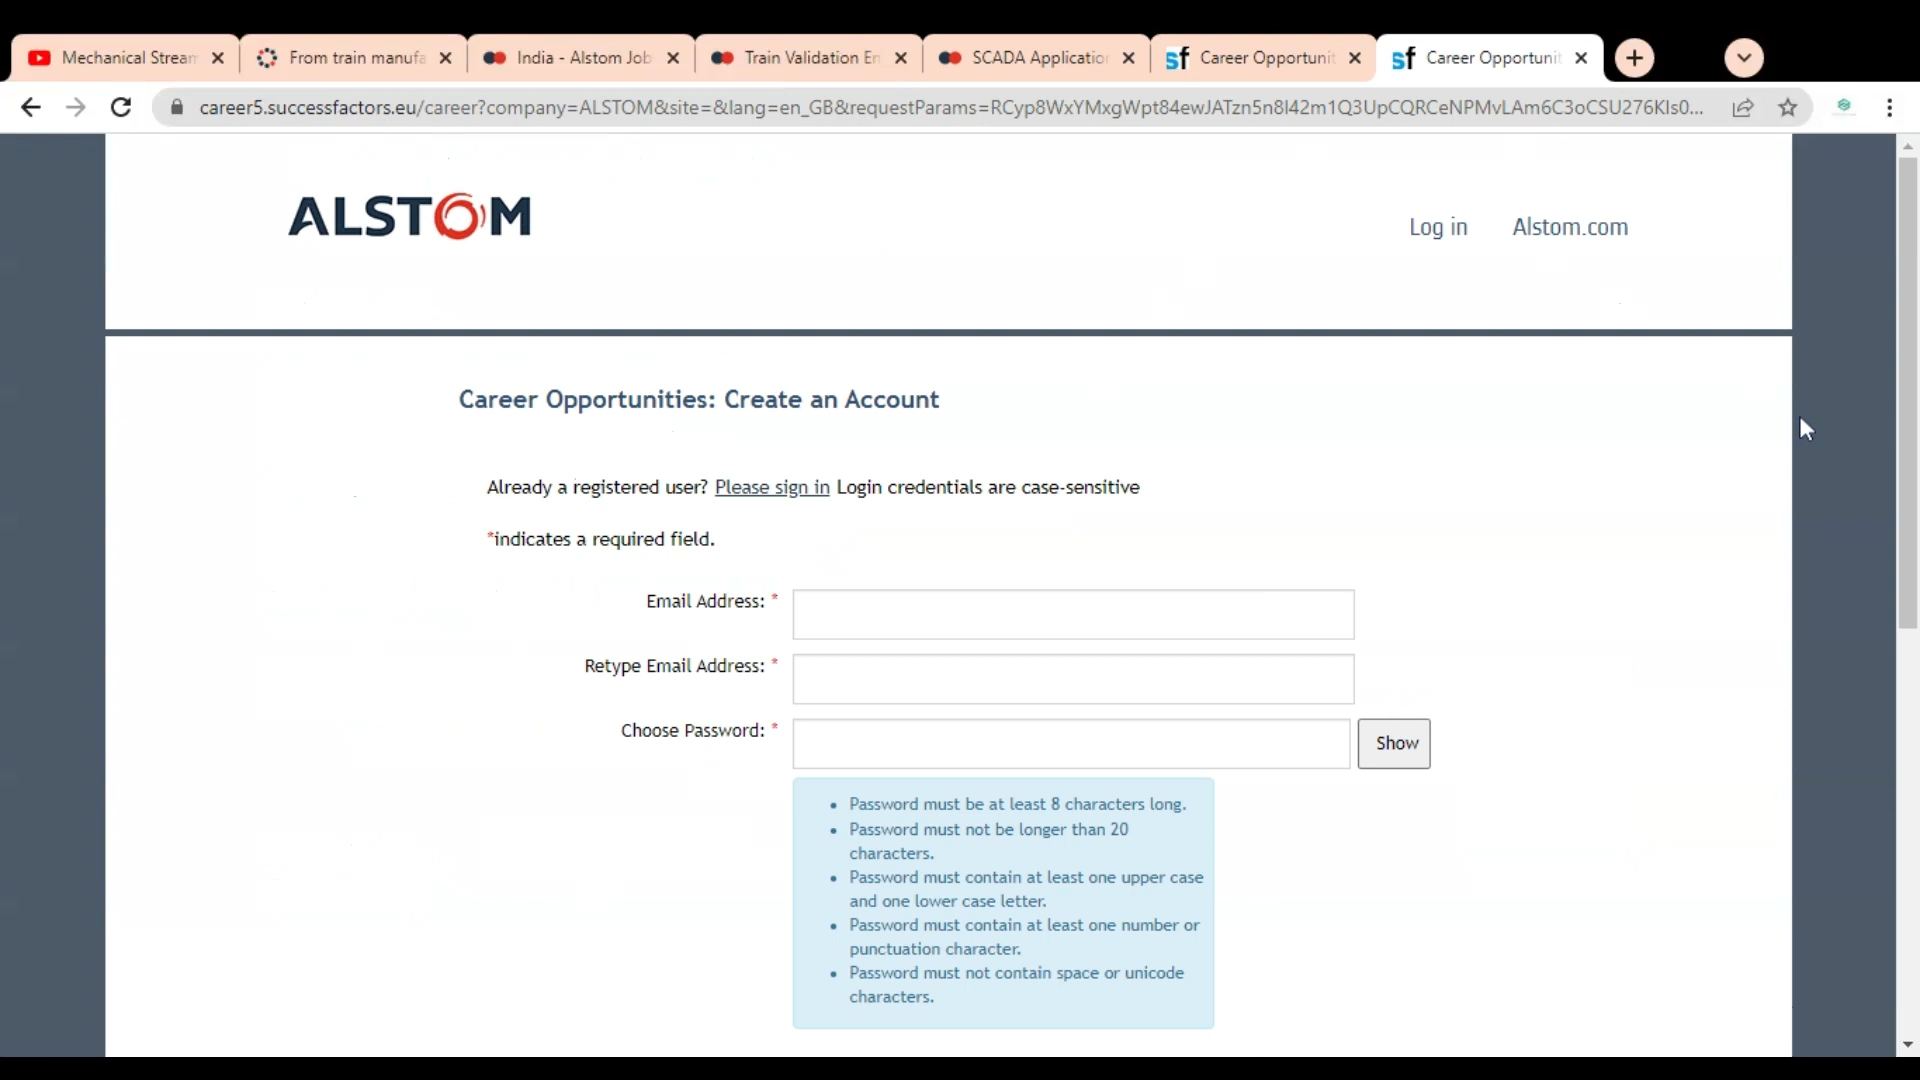 Mechanical Strean
From train manufa
India - Alstom Job
Train Validation En
SCADA Application
Career Opportunit
Career Opportunit
career5.successfactors.eu/career?company=ALSTOM&site=&lang=en_GB&requestParams=RCyp8WxYMxgWpt84ewJATzn5n8I42m1Q3UpCQRCeNPMvLAm6C3oCSU276KIs0...
ALSTOM
Log in
Alstom.com
Career Opportunities: Create an Account
Already a registered user? Please sign in Login credentials are case-sensitive
*indicates a required field.
Email Address: *
Retype Email Address: *
Choose Password: *
Show
• Password must be at least 8 characters long.
• Password must not be longer than 20
characters.
• Password must contain at least one upper case
and one lower case letter.
• Password must contain at least one number or
punctuation character.
• Password must not contain space or unicode
characters.